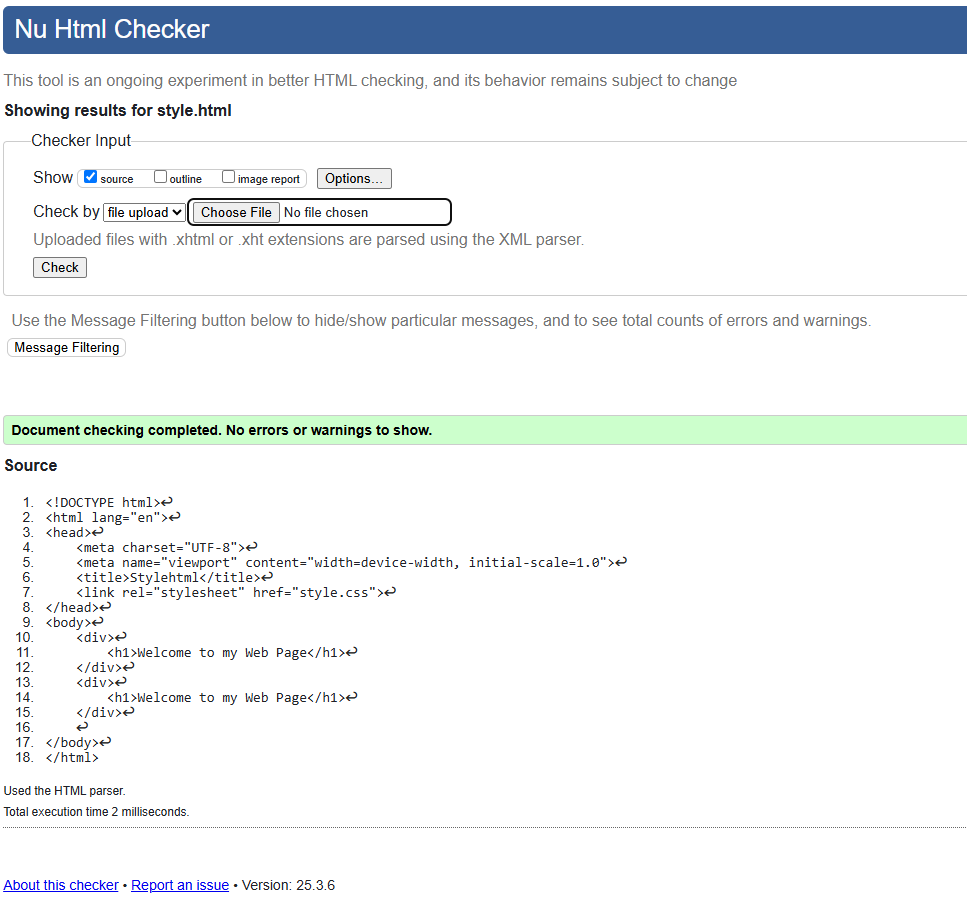 Nu Html Checker
This tool is an ongoing experiment in better HTML checking, and its behavior remains subject to change
Showing results for style.html
Checker Input
Show source outline image report Options...
Check by file upload Choose File No file chosen
Uploaded files with .xhtml or .xht extensions are parsed using the XML parser.
Check
Use the Message Filtering button below to hide/show particular messages, and to see total counts of errors and warnings.
Message Filtering
Document checking completed. No errors or warnings to show.
Source
1. <!DOCTYPE html>↩
2. <html lang="en">↩
3. <head>↩
4.     <meta charset="UTF-8">↩
5.     <meta name="viewport" content="width=device-width, initial-scale=1.0">↩
6.     <title>Stylehtml</title>↩
7.     <link rel="stylesheet" href="style.css">↩
8. </head>↩
9. <body>↩
10.     <div>↩
11.         <h1>Welcome to my Web Page</h1>↩
12.     </div>↩
13.     <div>↩
14.         <h1>Welcome to my Web Page</h1>↩
15.     </div>↩
16.     ↩
17. </body>↩
18. </html>
Used the HTML parser.
Total execution time 2 milliseconds.
About this checker • Report an issue • Version: 25.3.6